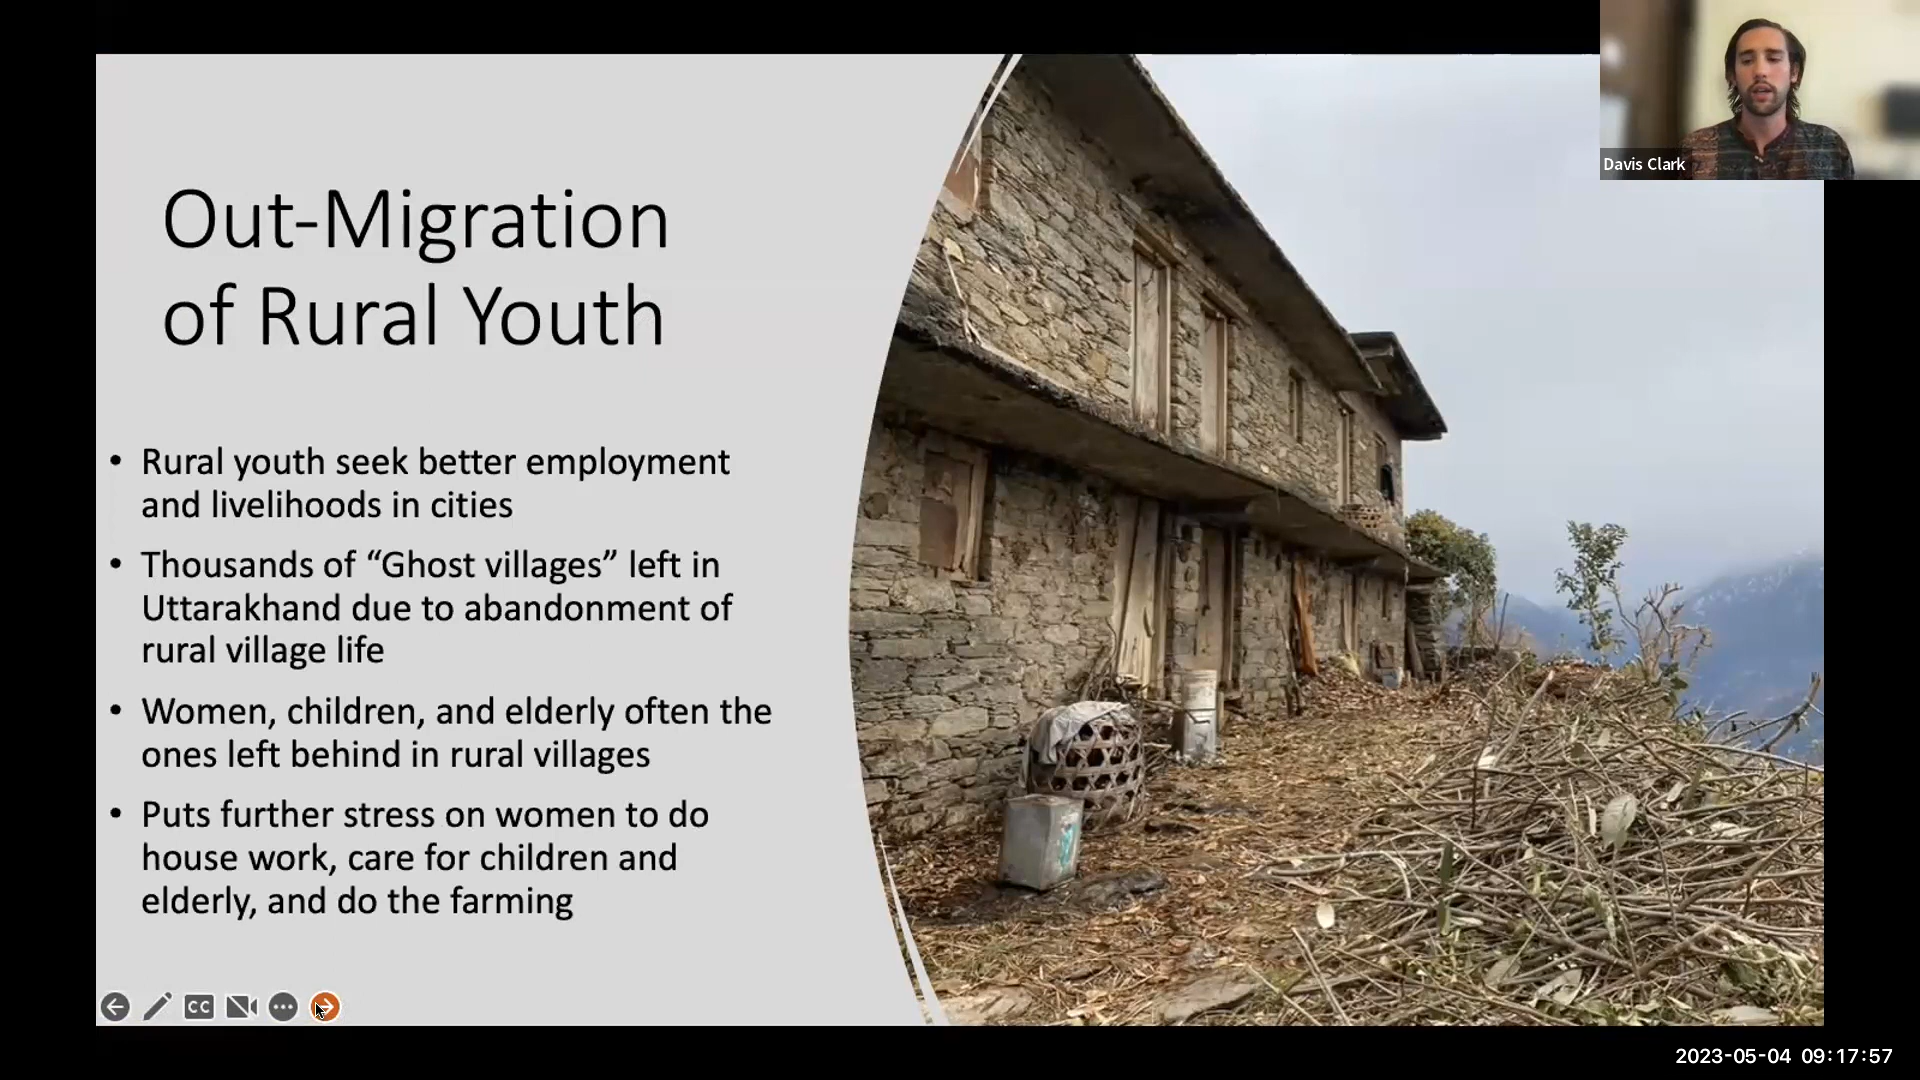 Davis Clark
Out-Migration
of Rural Youth
• Rural youth seek better employment
and livelihoods in cities
• Thousands of “Ghost villages” left in
Uttarakhand due to abandonment of
rural village life
• Women, children, and elderly often the
ones left behind in rural villages
• Puts further stress on women to do
house work, care for children and
elderly, and do the farming
CC
2023-05-04 09:17:57